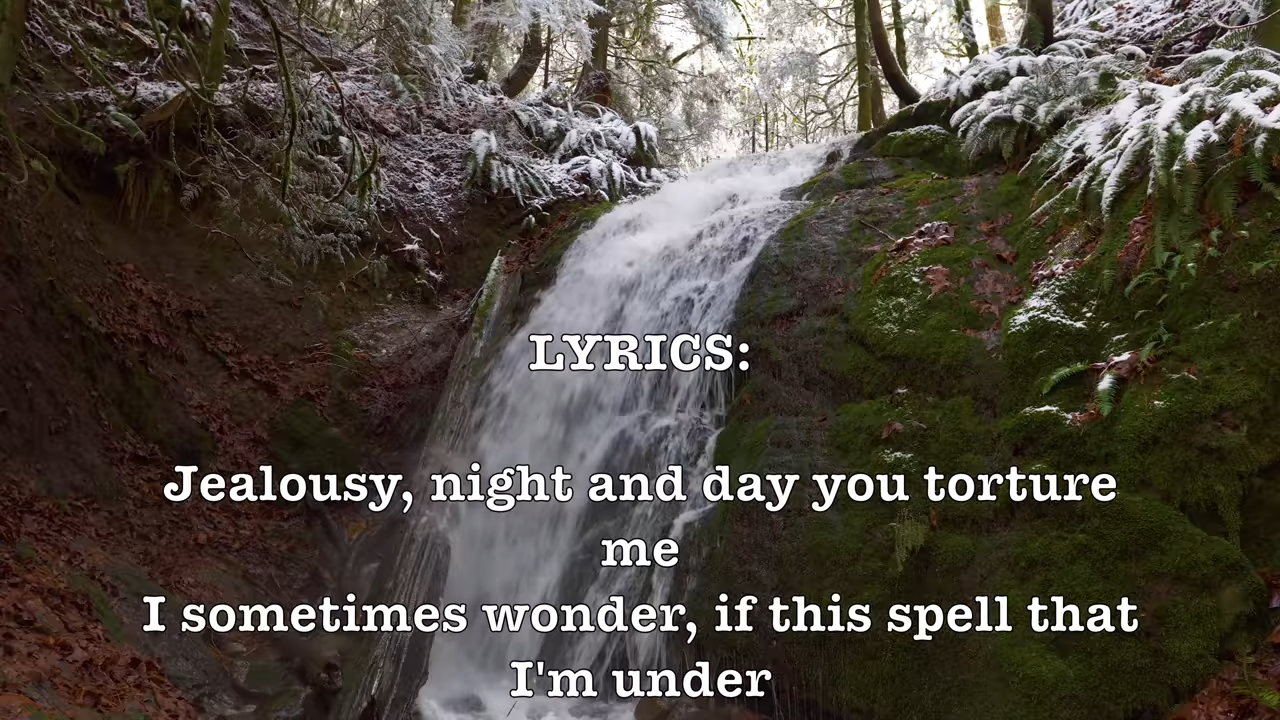 LYRICS:
Jealousy, night and day you torture
me
I sometimes wonder, if this spell that
I'm under